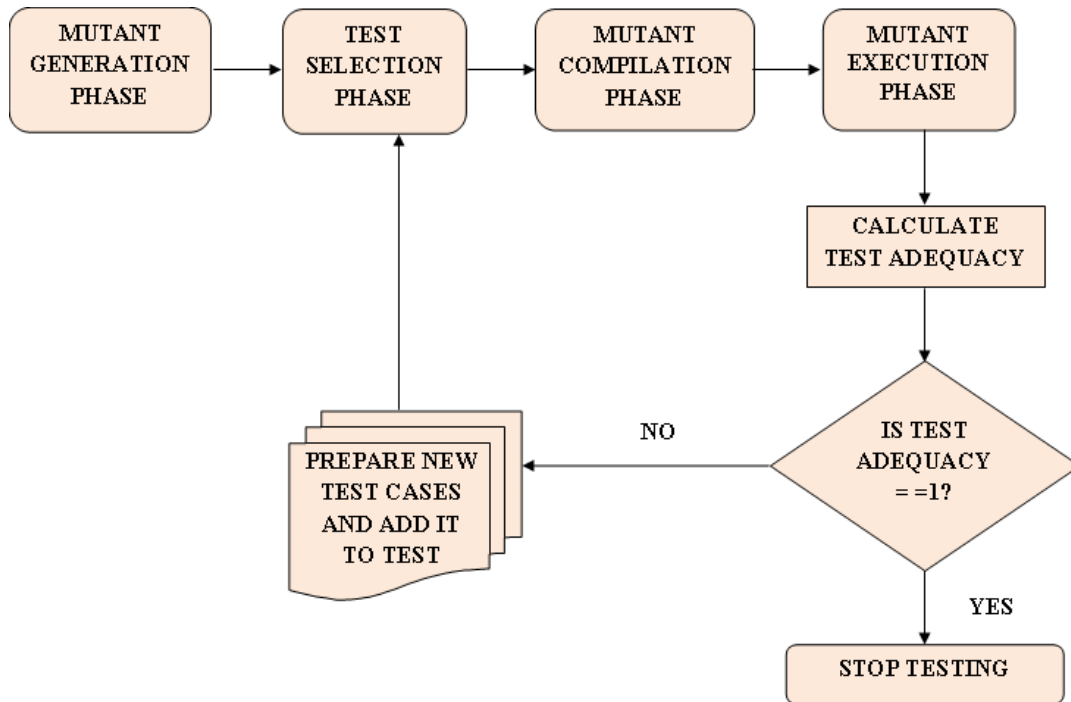 MUTANT
GENERATION
PHASE
TEST
SELECTION
PHASE
MUTANT
COMPILATION
PHASE
MUTANT
EXECUTION
PHASE
CALCULATE
TEST ADEQUACY
IS TEST
ADEQUACY
= =1?
NO
PREPARE NEW
TEST CASES
AND ADD IT
TO TEST
YES
STOP TESTING